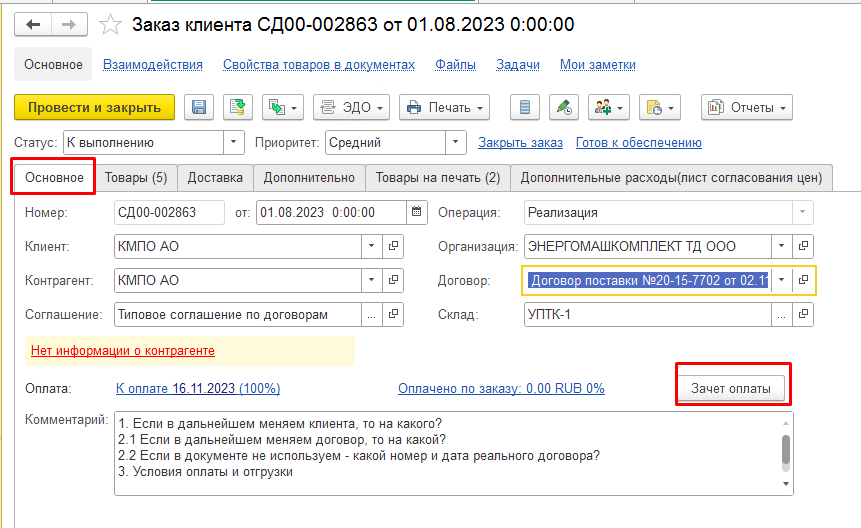 Заказ клиента СД00-002863 от 01.08.2023 0:00:00
Основное Взаимодействия Свойства товаров в документах Файлы Задачи Мои заметки
Провести и закрыть ЭДО Печать Отчеты
Статус: К выполнению Приоритет: Средний Закрыть заказ Готов к обеспечению
Основное Товары (5) Доставка Дополнительно Товары на печать (2) Дополнительные расходы(лист согласования цен)
Номер: СД00-002863 от: 01.08.2023 0:00:00 Операция: Реализация
Клиент: КМПО АО Организация: ЭНЕРГОМАШКОМПЛЕКТ ТД ООО
Контрагент: КМПО АО Договор: Договор поставки №20-15-7702 от 02.11
Соглашение: Типовое соглашение по договорам ... Склад: УПТК-1 ...
Нет информации о контрагенте
Оплата: К оплате 16.11.2023 (100%) Оплачено по заказу: 0,00 RUB 0% Зачет оплаты
Комментарий: 1. Если в дальнейшем меняем клиента, то на какого?
2.1 Если в дальнейшем меняем договор, то на какой?
2.2 Если в документе не используем - какой номер и дата реального договора?
3. Условия оплаты и отгрузки